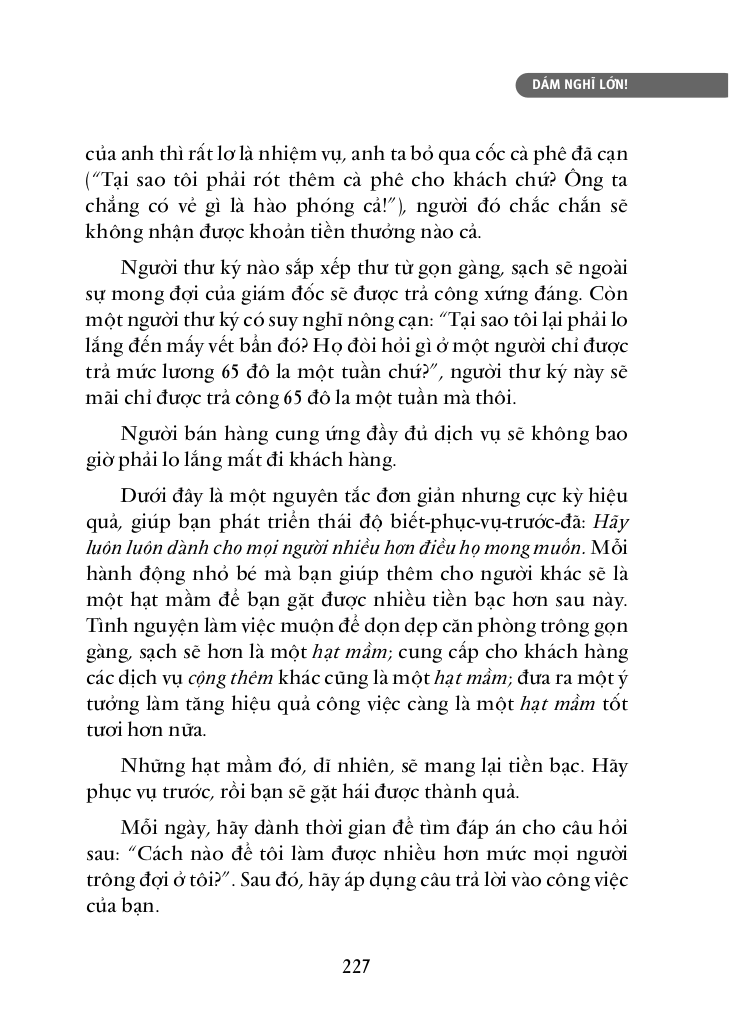 DÁM NGHĨ LỚN!
của anh thì rất lơ là nhiệm vụ, anh ta bỏ qua cốc cà phê đã cạn
(“Tại sao tôi phải rót thêm cà phê cho khách chứ? Ông ta
chẳng có vẻ gì là hào phóng cả!”), người đó chắc chắn sẽ
không nhận được khoản tiền thưởng nào cả.
Người thư ký nào sắp xếp thư từ gọn gàng, sạch sẽ ngoài
sự mong đợi của giám đốc sẽ được trả công xứng đáng. Còn
một người thư ký có suy nghĩ nông cạn: “Tại sao tôi lại phải lo
lắng đến mấy vết bẩn đó? Họ đòi hỏi gì ở một người chỉ được
trả mức lương 65 đô la một tuần chứ?”, người thư ký này sẽ
mãi chỉ được trả công 65 đô la một tuần mà thôi.
Người bán hàng cung ứng đầy đủ dịch vụ sẽ không bao
giờ phải lo lắng mất đi khách hàng.
Dưới đây là một nguyên tắc đơn giản nhưng cực kỳ hiệu
quả, giúp bạn phát triển thái độ biết-phục-vụ-trước-đã: Hãy
luôn luôn dành cho mọi người nhiều hơn điều họ mong muốn. Mỗi
hành động nhỏ bé mà bạn giúp thêm cho người khác sẽ là
một hạt mầm để bạn gặt được nhiều tiền bạc hơn sau này.
Tình nguyện làm việc muộn để dọn dẹp căn phòng trông gọn
gàng, sạch sẽ hơn là một hạt mầm; cung cấp cho khách hàng
các dịch vụ cộng thêm khác cũng là một hạt mầm; đưa ra một ý
tưởng làm tăng hiệu quả công việc càng là một hạt mầm tốt
tươi hơn nữa.
Những hạt mầm đó, dĩ nhiên, sẽ mang lại tiền bạc. Hãy
phục vụ trước, rồi bạn sẽ gặt hái được thành quả.
Mỗi ngày, hãy dành thời gian để tìm đáp án cho câu hỏi
sau: “Cách nào để tôi làm được nhiều hơn mức mọi người
trông đợi ở tôi?”. Sau đó, hãy áp dụng câu trả lời vào công việc
của bạn.
227